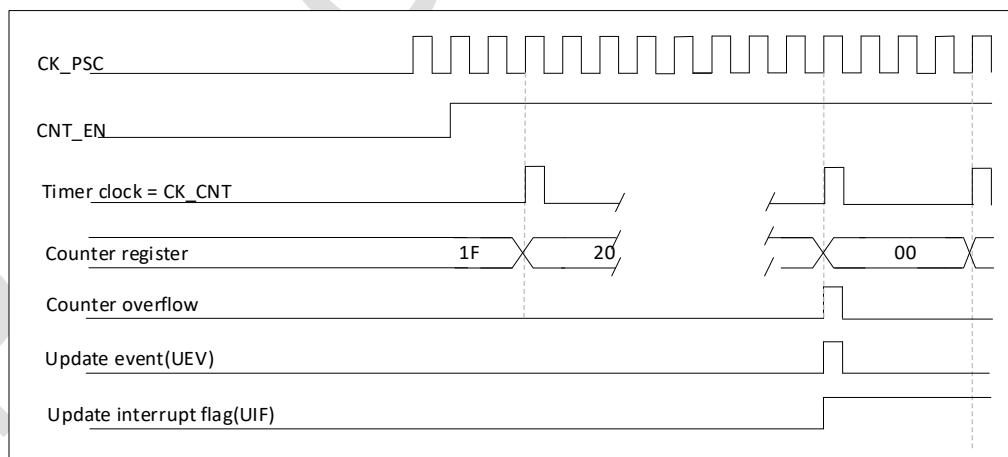 CK_PSC
CNT_EN
Timer clock = CK_CNT
Counter register 1F 20 00
Counter overflow
Update event(UEV)
Update interrupt flag(UIF)